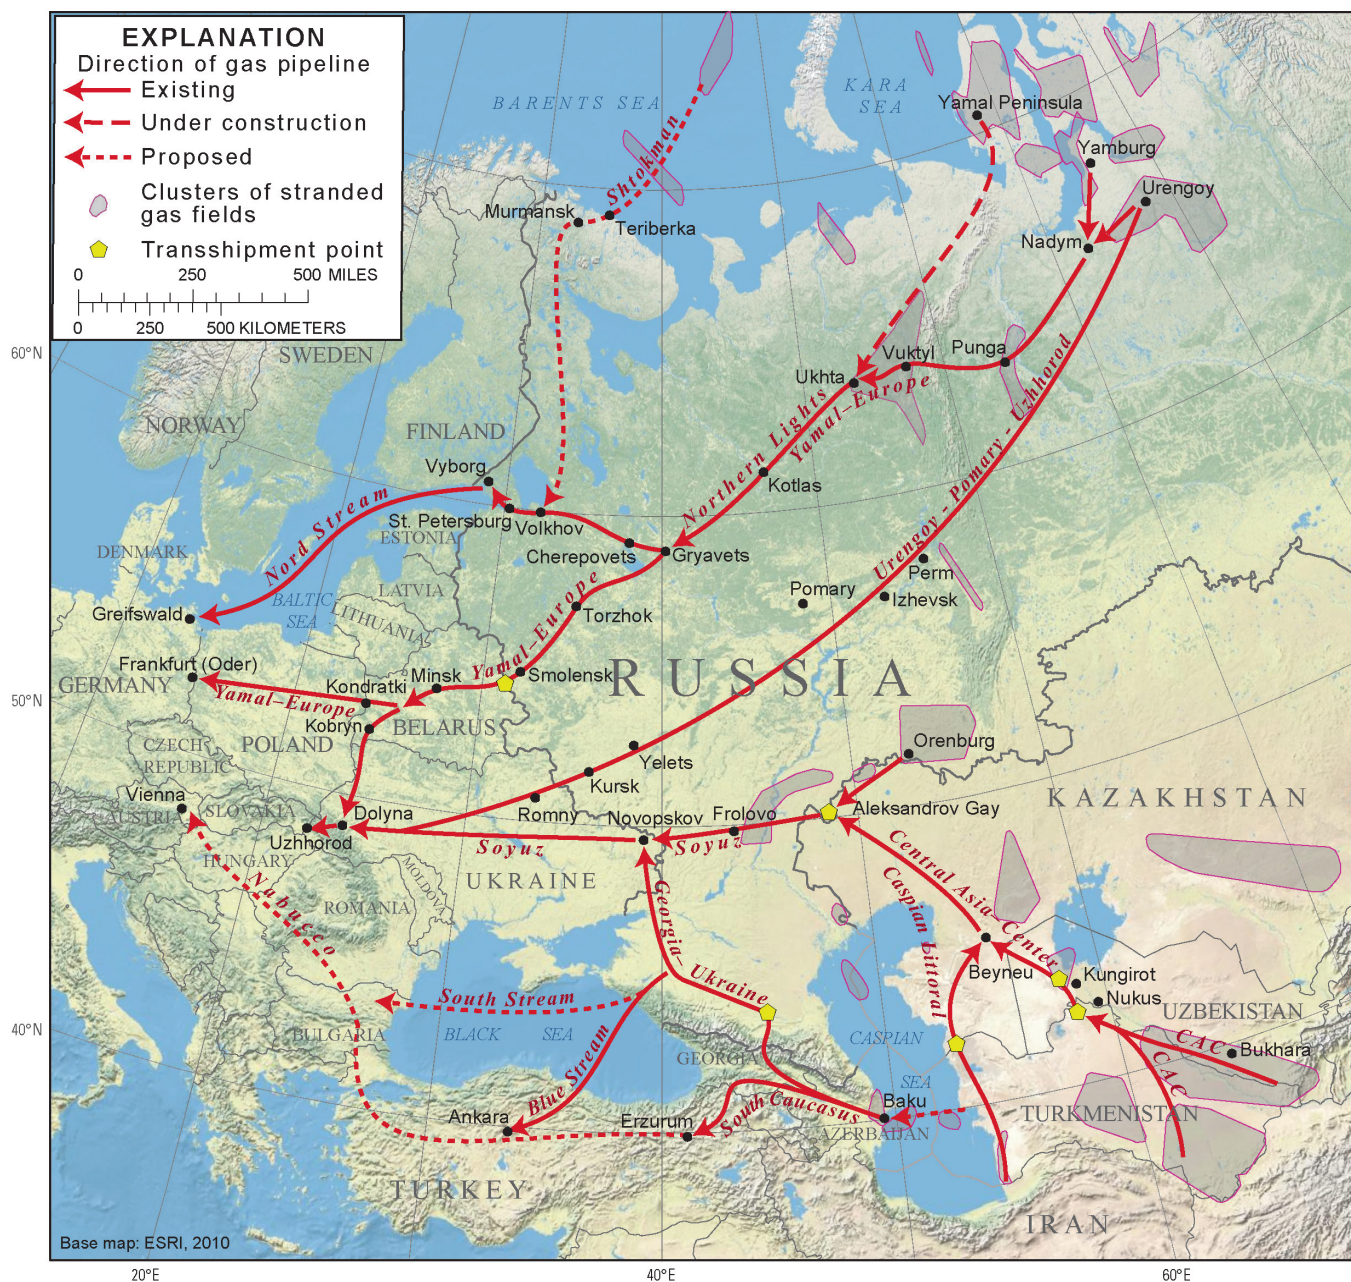 EXPLANATION
Direction of gas pipeline
Existing
Under construction
Proposed
Clusters of stranded
gas fields
Transshipment point
0 250 500 MILES
0 250 500 KILOMETERS
BARENTS SEA
KARA
SEA
Yamal Peninsula
Yamburg
Urengoy
Nadym
Shtokman
Murmansk
Teriberka
60°N
SWEDEN
NORWAY
FINLAND
Vuktyl
Punga
Ukhta
Yamal–Europe
Northern Lights
Urengoy - Pomary - Uzhhorod
Kotlas
Vyborg
St. Petersburg
Volkhov
ESTONIA
Cherepovets
Gryavets
Nord Stream
DENMARK
LATVIA
BALTIC
SEA
LITHUANIA
Greifswald
Perm
Pomary
Izhevsk
Torzhok
Yamal–Europe
RUSSIA
Frankfurt (Oder)
GERMANY
Minsk
Smolensk
Kondratki
Yamal–Europe
50°N
Kobryn
BELARUS
POLAND
CZECH
REPUBLIC
Orenburg
Yelets
Kursk
KAZAKHSTAN
Vienna
SLOVAKIA
AUSTRIA
Dolyna
Romny
Novopskov
Frolovo
Aleksandrov Gay
Uzhhorod
Soyuz
Soyuz
HUNGARY
UKRAINE
MOLDOVA
ROMANIA
Nabucco
Georgia–
Ukraine
Central Asia-Center
Caspian Littoral
Beyneu
Kungirot
Nukus
UZBEKISTAN
South Stream
40°N
BULGARIA
BLACK SEA
Blue Stream
GEORGIA
CASPIAN
SEA
CAC
CAC
Bukhara
Baku
Ankara
Erzurum
South Caucasus
AZERBAIJAN
TURKMENISTAN
TURKEY
IRAN
Base map: ESRI, 2010
20°E
40°E
60°E